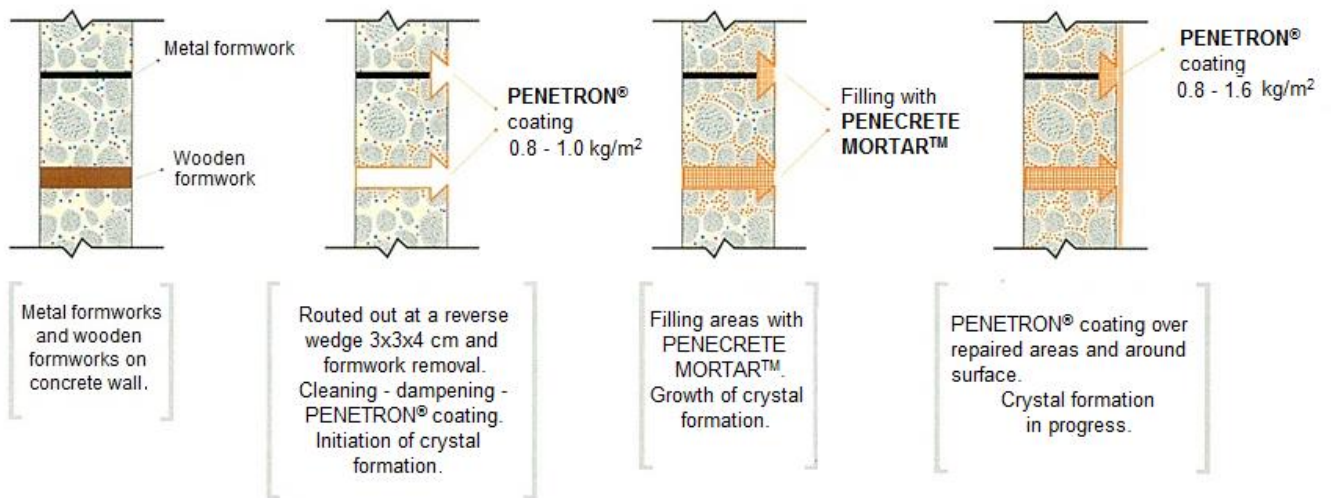 Metal formwork
Wooden
formwork
PENETRON®
coating
0.8 - 1.0 kg/m²
Filling with
PENECRETE
MORTAR™
PENETRON®
coating
0.8 - 1.6 kg/m²
Metal formworks
and wooden
formworks on
concrete wall.
Routed out at a reverse
wedge 3x3x4 cm and
formwork removal.
Cleaning - dampening -
PENETRON® coating.
Initiation of crystal
formation.
Filling areas with
PENECRETE
MORTAR™.
Growth of crystal
formation.
PENETRON® coating over
repaired areas and around
surface.
Crystal formation
in progress.